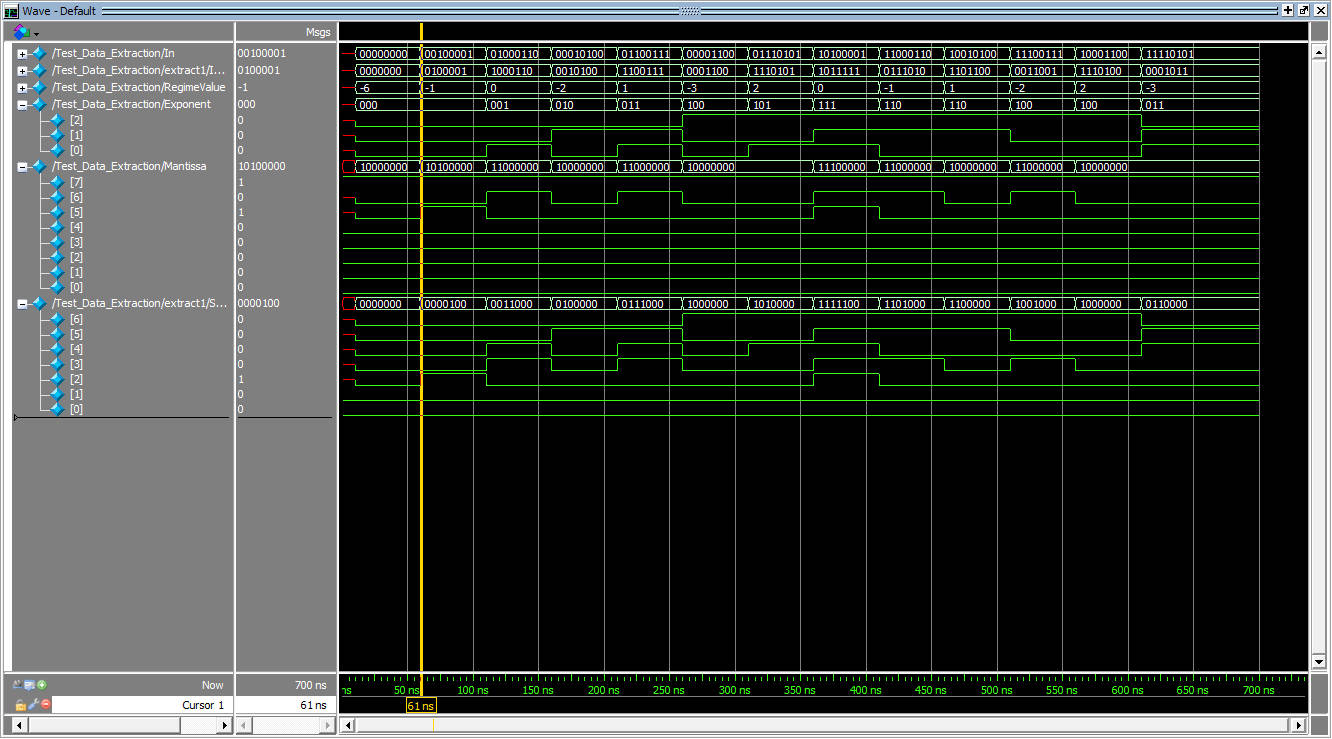 Wave - Default
Msgs
/Test_Data_Extraction/In 00100001 00000000 00100001 01000110 00010100 01100111 00001100 01110101 10100001 11000110 10010100 11100111 10001100 11110101
/Test_Data_Extraction/extract1/I... 0100001 0000000 0100001 1000110 0010100 1100111 0001100 1110101 1011111 0111010 1101100 0011001 1110100 0001011
/Test_Data_Extraction/RegimeValue -1 -6 -1 0 -2 1 -3 2 0 -1 1 -2 2 -3
/Test_Data_Extraction/Exponent 000 000 001 010 011 100 101 111 110 110 100 100 011
[2] 0
[1] 0
[0] 0
/Test_Data_Extraction/Mantissa 10100000 10000000 10100000 11000000 10000000 11000000 10000000 11100000 11000000 10000000 11000000 10000000
[7] 1
[6] 0
[5] 1
[4] 0
[3] 0
[2] 0
[1] 0
[0] 0
/Test_Data_Extraction/extract1/S... 0000100 0000000 0000100 0011000 0100000 0111000 1000000 1010000 1111100 1101000 1100000 1001000 1000000 0110000
[6] 0
[5] 0
[4] 0
[3] 0
[2] 1
[1] 0
[0] 0
Now 700 ns
ns 50 ns 100 ns 150 ns 200 ns 250 ns 300 ns 350 ns 400 ns 450 ns 500 ns 550 ns 600 ns 650 ns 700 ns
Cursor 1 61 ns 61 ns